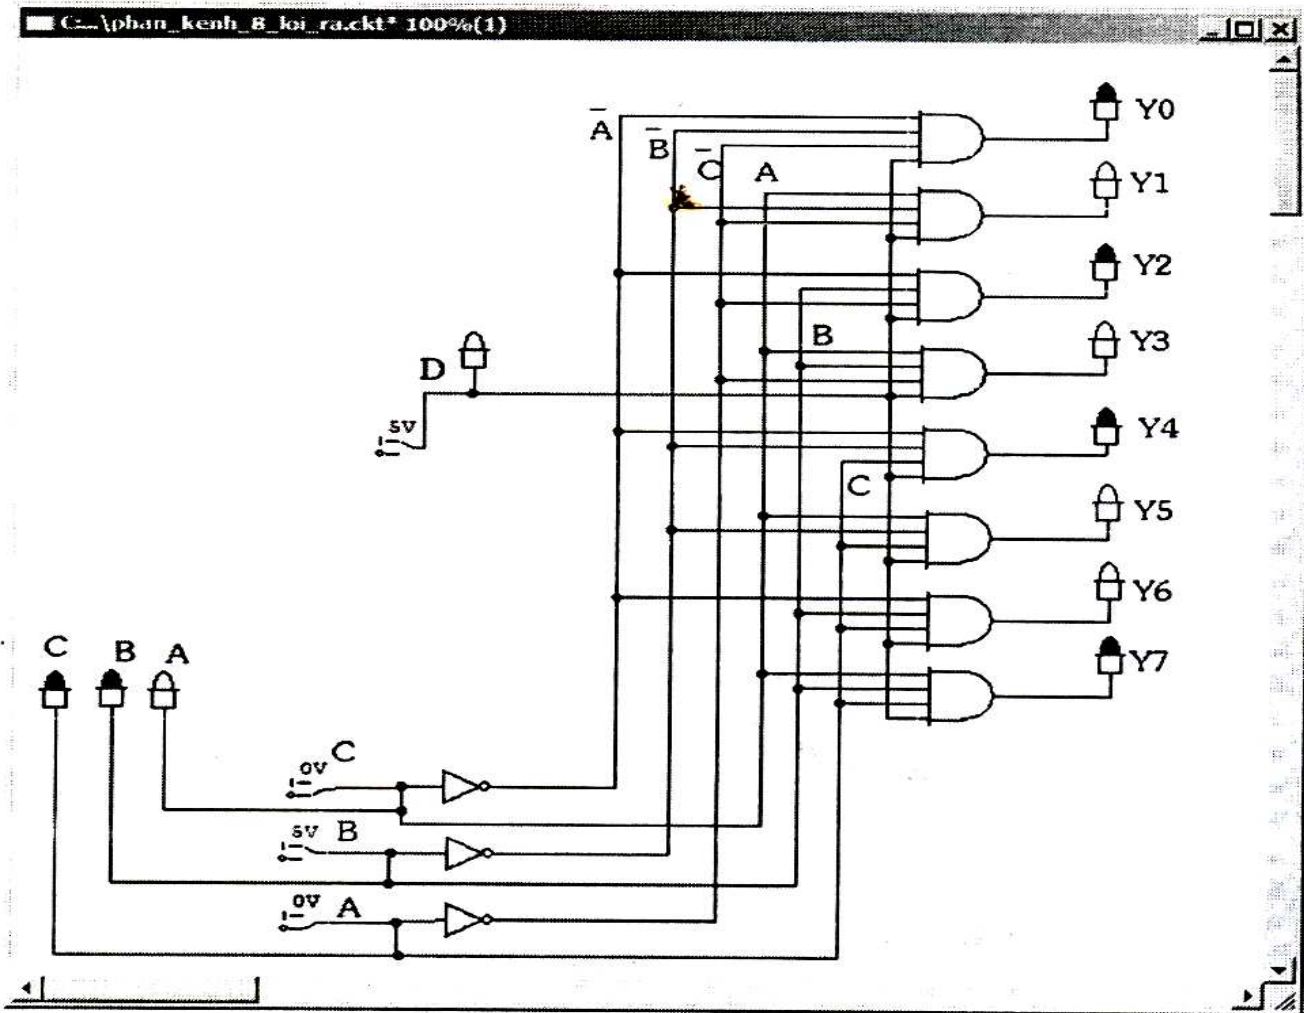 C:...\phan_kenh_8_loi_ra.ckt* 100%(1)
Y0
A
B
C
A
Y1
Y2
B
Y3
D
5V
Y4
C
Y5
Y6
C
B
A
Y7
0V
C
5V
B
0V
A